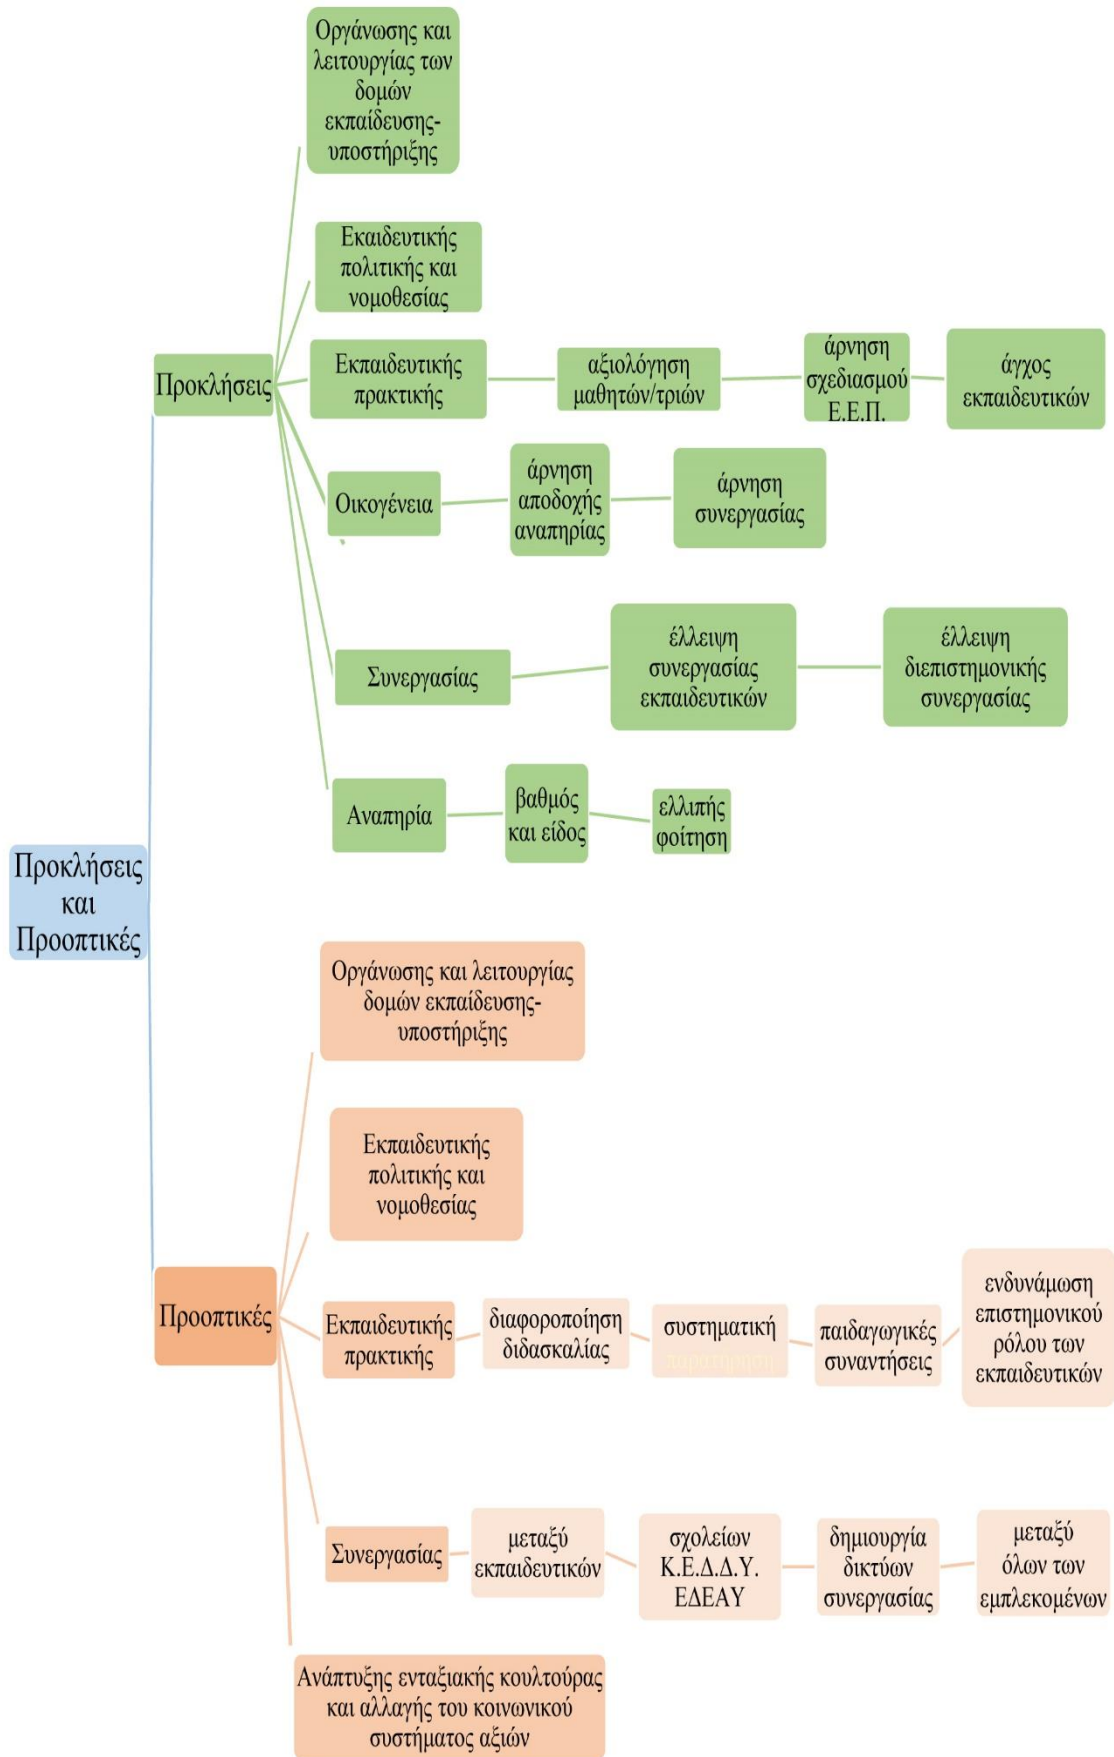 Οργάνωσης και
λειτουργίας των
δομών
εκπαίδευσης-
υποστήριξης
Εκαιδευτικής
πολιτικής και
νομοθεσίας
Προκλήσεις
Εκπαιδευτικής
πρακτικής
αξιολόγηση
μαθητών/τριών
άρνηση
σχεδιασμού
Ε.Ε.Π.
άγχος
εκπαιδευτικών
Οικογένεια
άρνηση
αποδοχής
αναπηρίας
άρνηση
συνεργασίας
Συνεργασίας
έλλειψη
συνεργασίας
εκπαιδευτικών
έλλειψη
διεπιστημονικής
συνεργασίας
Αναπηρία
βαθμός
και είδος
ελλιπής
φοίτηση
Προκλήσεις
και
Προοπτικές
Οργάνωσης και λειτουργίας
δομών εκπαίδευσης-
υποστήριξης
Εκπαιδευτικής
πολιτικής και
νομοθεσίας
Προοπτικές
Εκπαιδευτικής
πρακτικής
διαφοροποίηση
διδασκαλίας
συστηματική
παρατήρηση
παιδαγωγικές
συναντήσεις
ενδυνάμωση
επιστημονικού
ρόλου των
εκπαιδευτικών
Συνεργασίας
μεταξύ
εκπαιδευτικών
σχολείων
Κ.Ε.Δ.Δ.Υ.
ΕΔΕΑΥ
δημιουργία
δικτύων
συνεργασίας
μεταξύ
όλων των
εμπλεκομένων
Ανάπτυξης ενταξιακής κουλτούρας
και αλλαγής του κοινωνικού
συστήματος αξιών